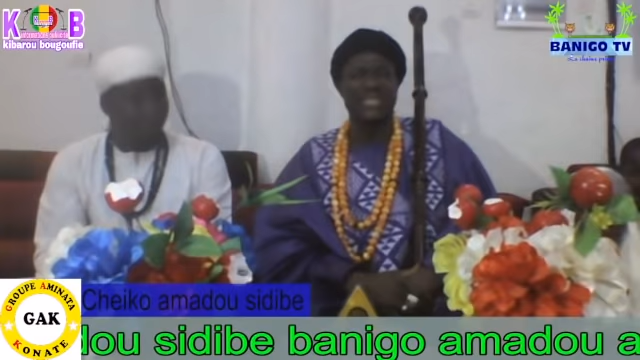 KB
kibarou bougoufie
BANIGO TV
Cheiko amadou sidibe
GROUPE AMINATA
GAK
KONATE
dou sidibe banigo amadou a